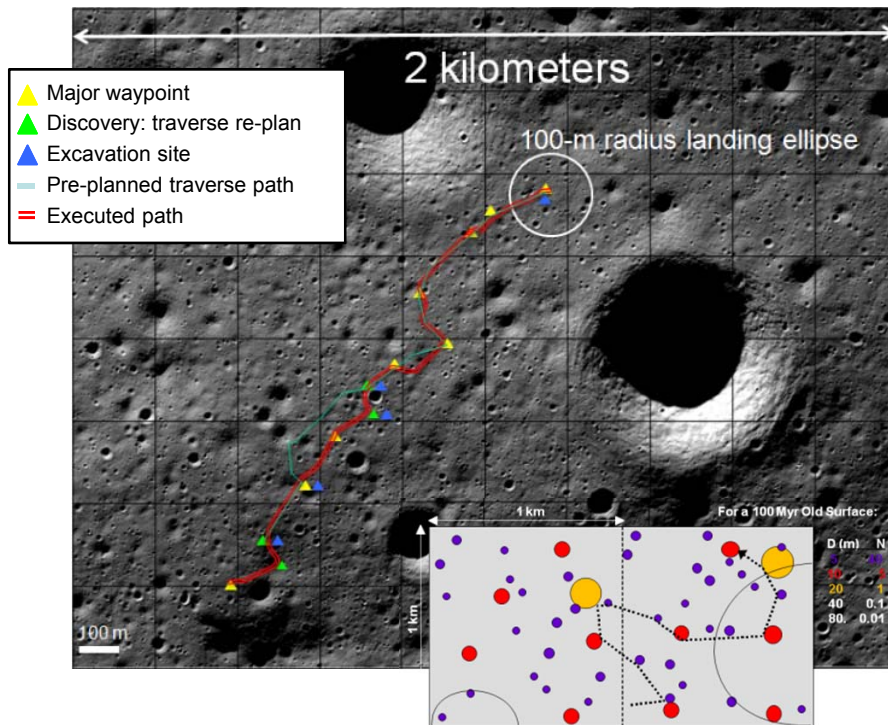 2 kilometers
Major waypoint
Discovery: traverse re-plan
Excavation site
Pre-planned traverse path
Executed path
100-m radius landing ellipse
100 m
1 km
1 km
For a 100 Myr Old Surface:
D (m) N
20 1
40 0.1
80. 0.01